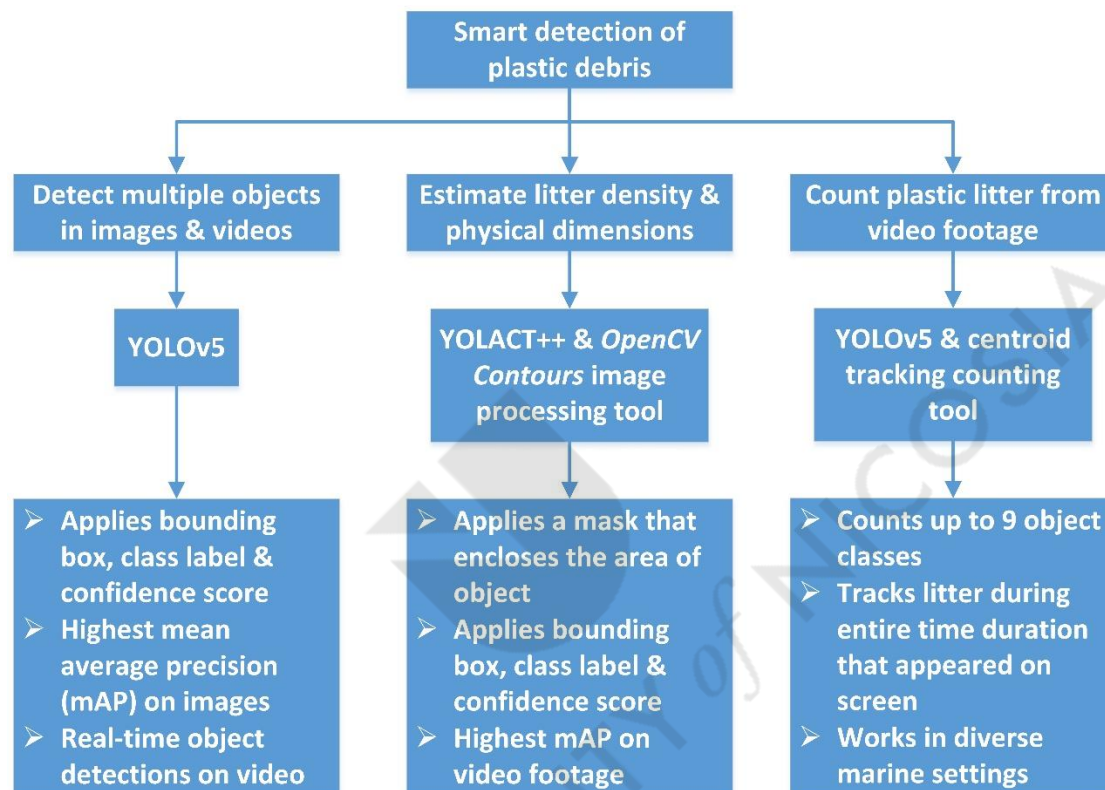 Smart detection of
plastic debris
Detect multiple objects
in images & videos
Estimate litter density &
physical dimensions
Count plastic litter from
video footage
YOLOv5
YOLACT++ & OpenCV
Contours image
processing tool
YOLOv5 & centroid
tracking counting
tool
➢ Applies bounding
box, class label &
confidence score
➢ Highest mean
average precision
(mAP) on images
➢ Real-time object
detections on video
➢ Applies a mask that
encloses the area of
object
➢ Applies bounding
box, class label &
confidence score
➢ Highest mAP on
video footage
➢ Counts up to 9 object
classes
➢ Tracks litter during
entire time duration
that appeared on
screen
➢ Works in diverse
marine settings
of NICOSIA